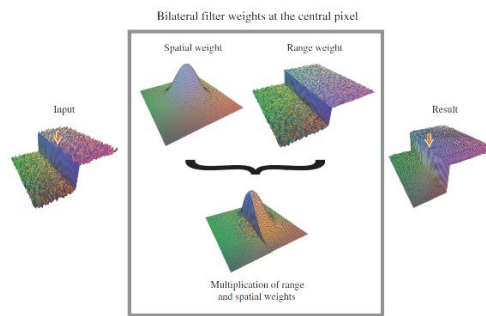 Bilateral filter weights at the central pixel
Spatial weight
Range weight
Input
Result
Multiplication of range
and spatial weights